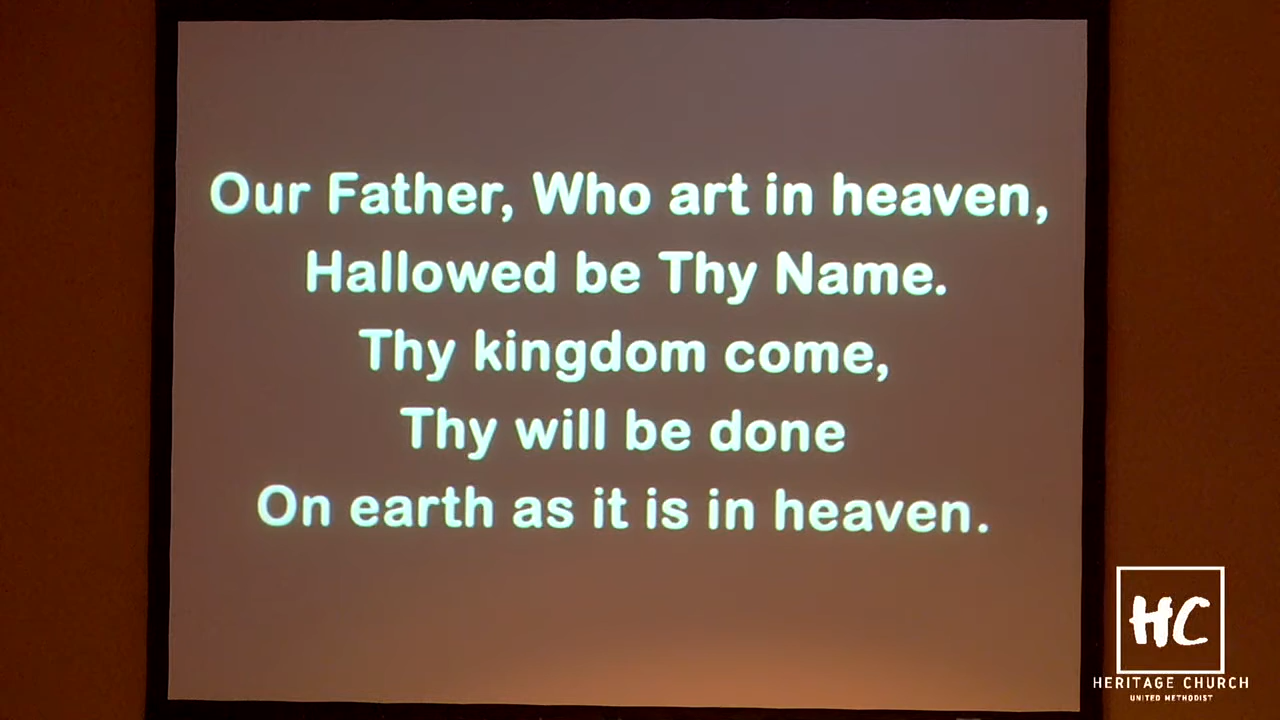 Our Father, Who art in heaven,
Hallowed be Thy Name.
Thy kingdom come,
Thy will be done
On earth as it is in heaven.
HC
HERITAGE CHURCH
UNITED METHODIST